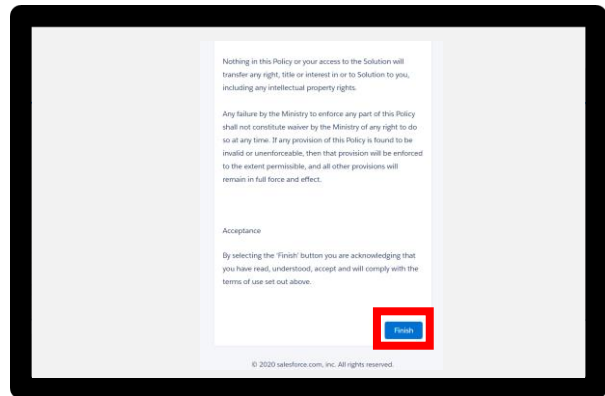 Nothing in this Policy or your access to the Solution will
transfer any right, title or interest in or to Solution to you,
including any intellectual property rights.
Any failure by the Ministry to enforce any part of this Policy
shall not constitute waiver by the Ministry of any right to do
so at any time. If any provision of this Policy is found to be
invalid or unenforceable, then that provision will be enforced
to the extent permissible, and all other provisions will
remain in full force and effect.
Acceptance
By selecting the 'Finish' button you are acknowledging that
you have read, understood, accept and will comply with the
terms of use set out above.
Finish
© 2020 salesforce.com, inc. All rights reserved.